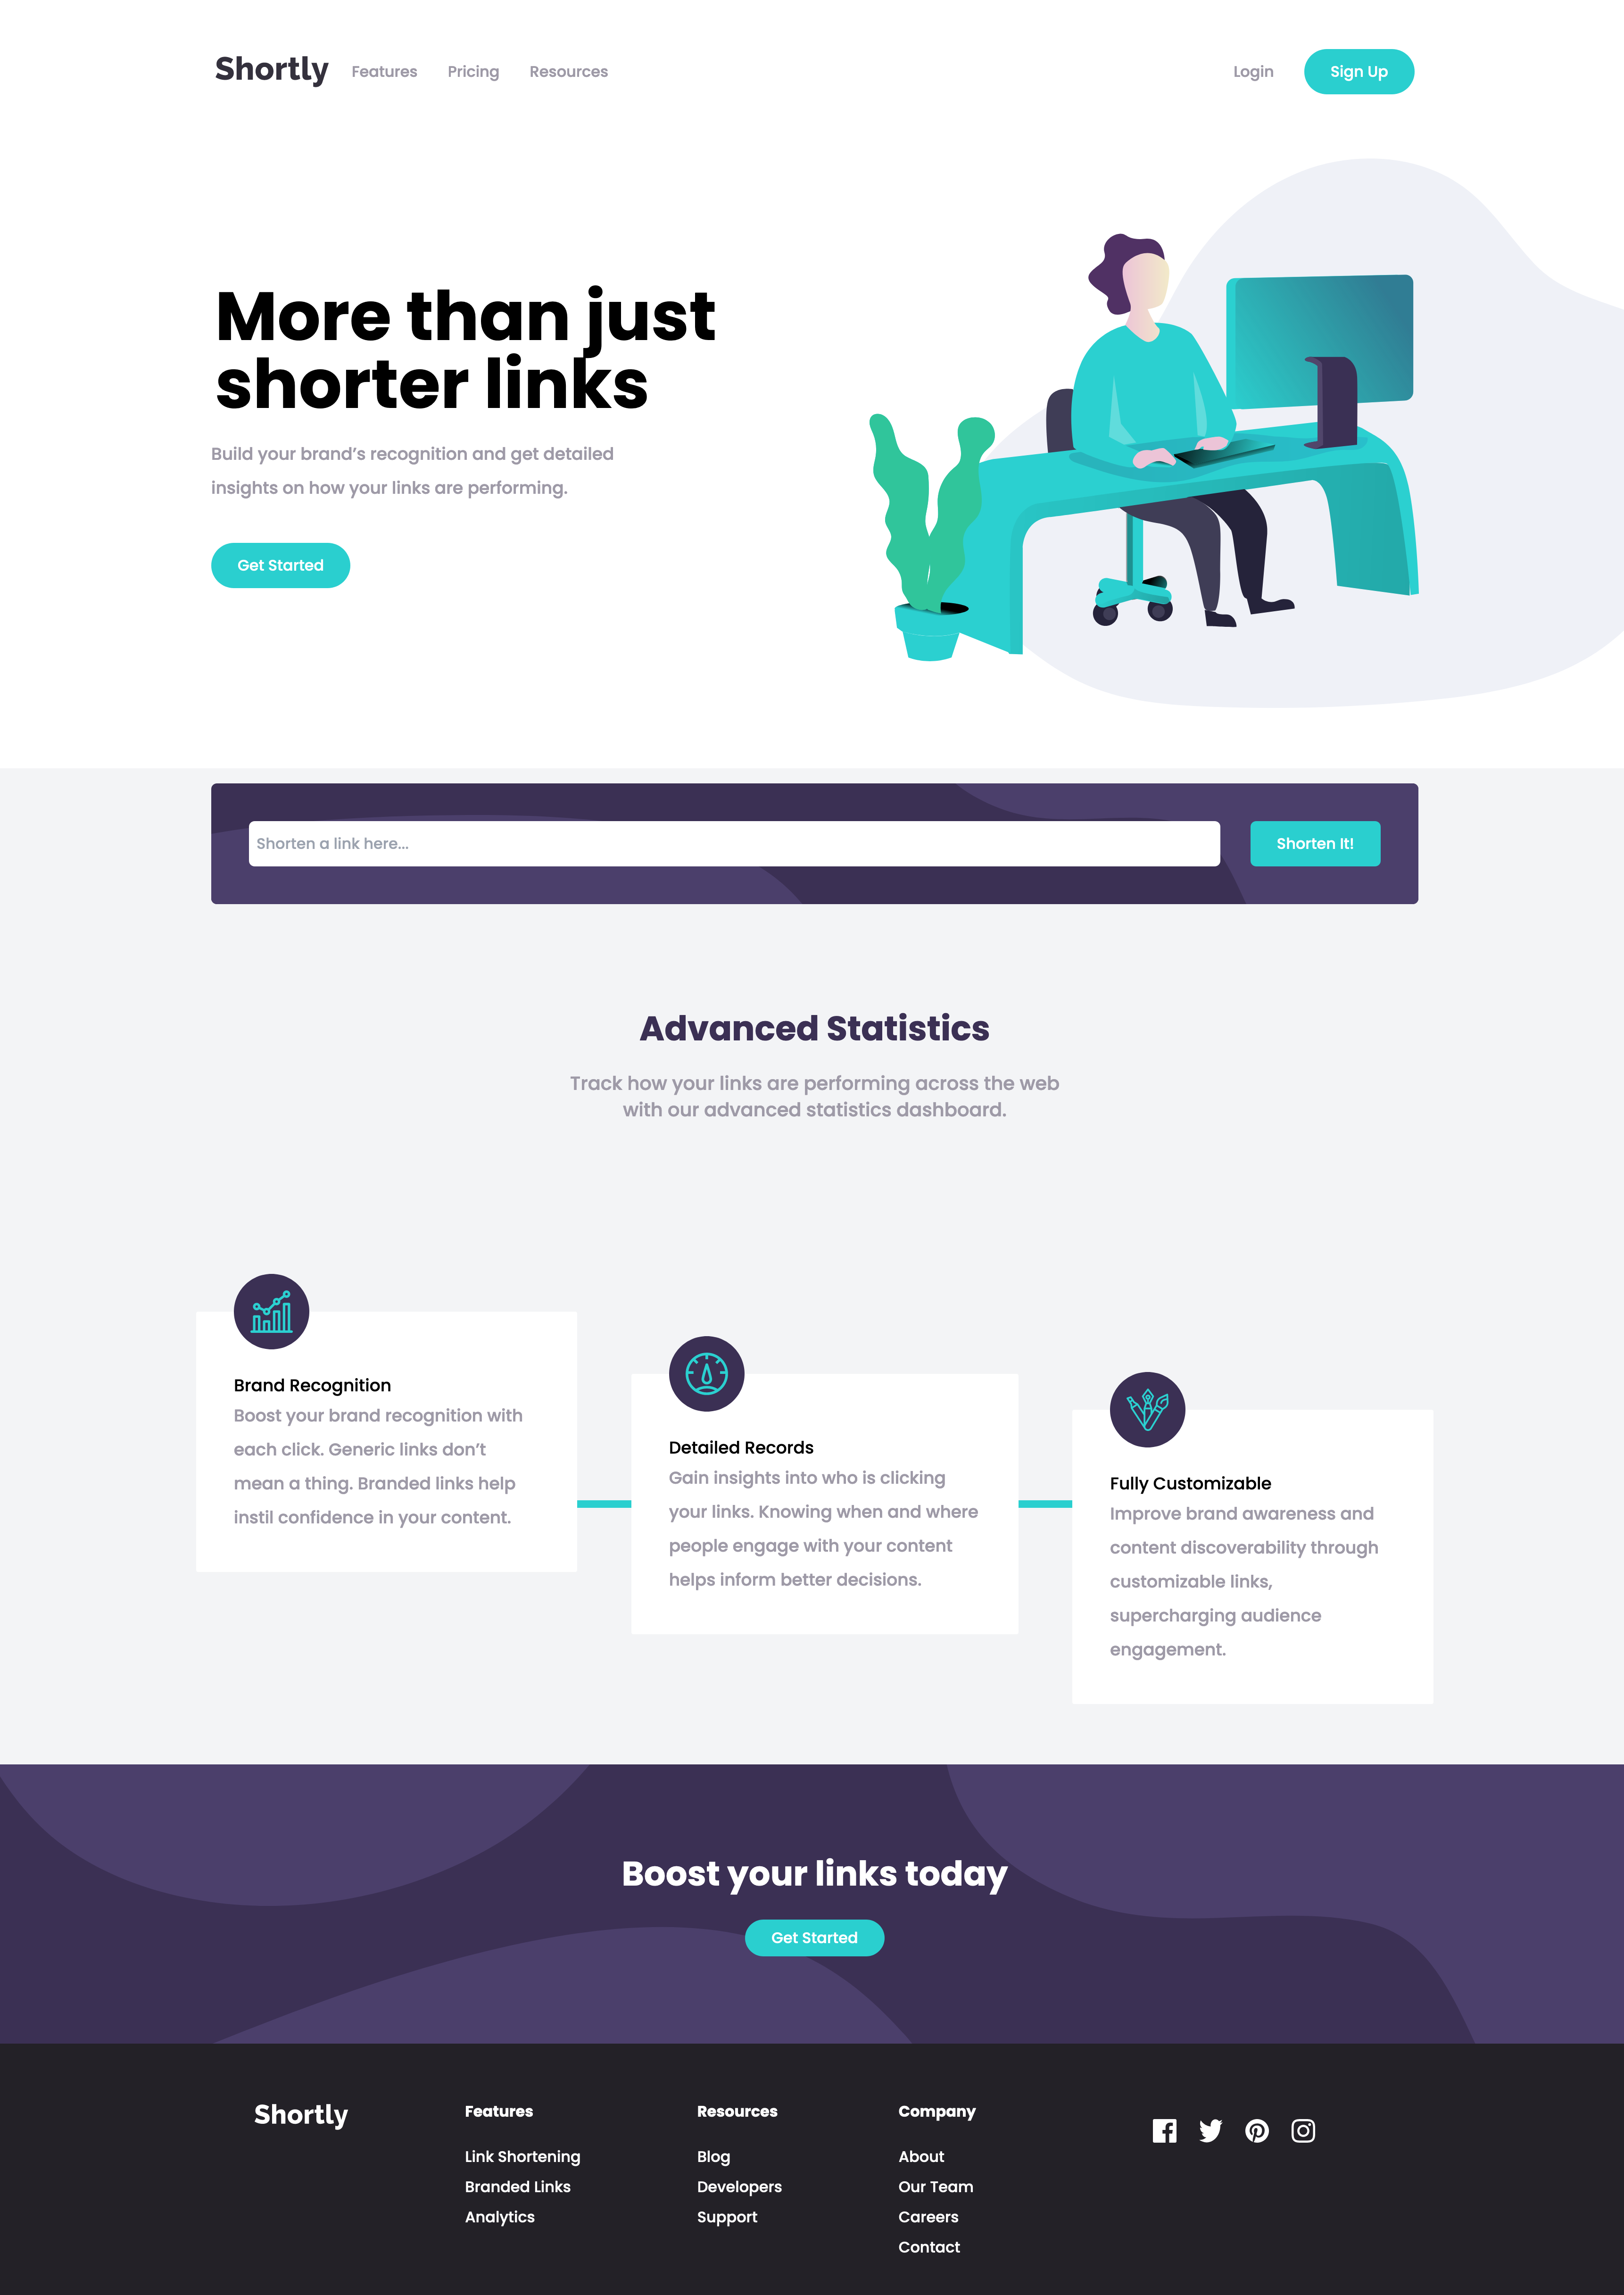 Shortly
Features
Pricing
Resources
Login
Sign Up
More than just
shorter links
Build your brand’s recognition and get detailed
insights on how your links are performing.
Get Started
Shorten a link here...
Shorten It!
Advanced Statistics
Track how your links are performing across the web
with our advanced statistics dashboard.
Brand Recognition
Boost your brand recognition with
each click. Generic links don’t
mean a thing. Branded links help
instil confidence in your content.
Detailed Records
Gain insights into who is clicking
your links. Knowing when and where
people engage with your content
helps inform better decisions.
Fully Customizable
Improve brand awareness and
content discoverability through
customizable links,
supercharging audience
engagement.
Boost your links today
Get Started
Shortly
Features
Link Shortening
Branded Links
Analytics
Resources
Blog
Developers
Support
Company
About
Our Team
Careers
Contact